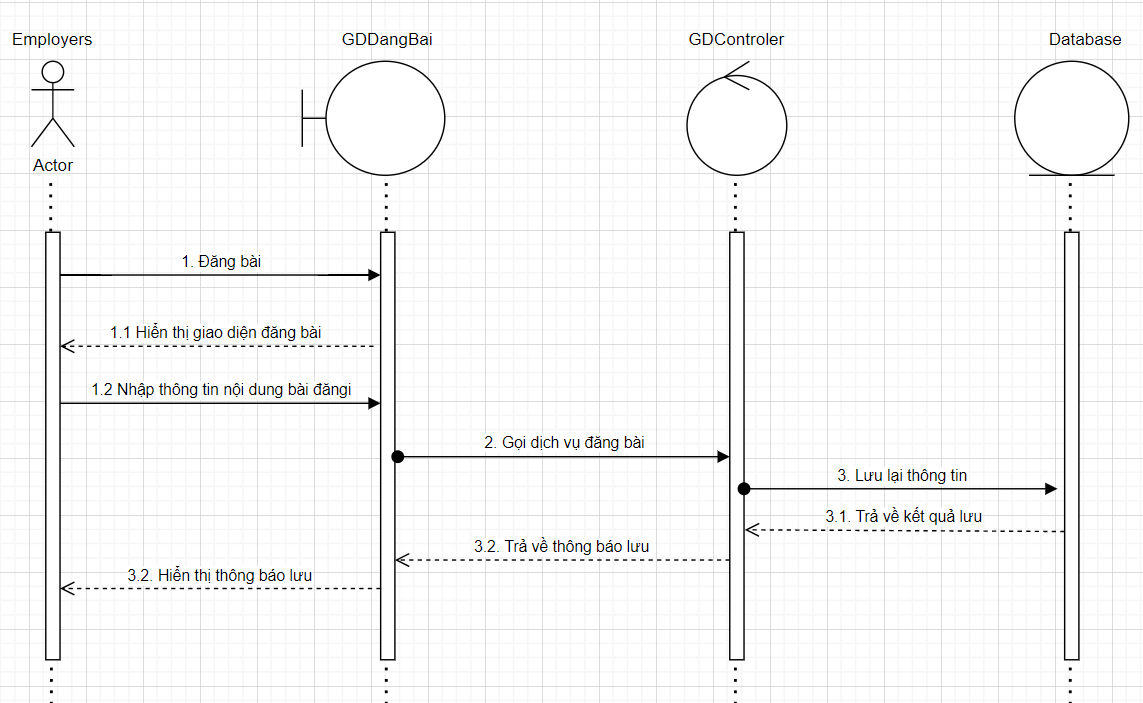 Employers
GDDangBai
GDControler
Database
Actor
1. Đăng bài
1.1 Hiển thị giao diện đăng bài
1.2 Nhập thông tin nội dung bài đăngi
2. Gọi dịch vụ đăng bài
3. Lưu lại thông tin
3.1. Trả về kết quả lưu
3.2. Trả về thông báo lưu
3.2. Hiển thị thông báo lưu